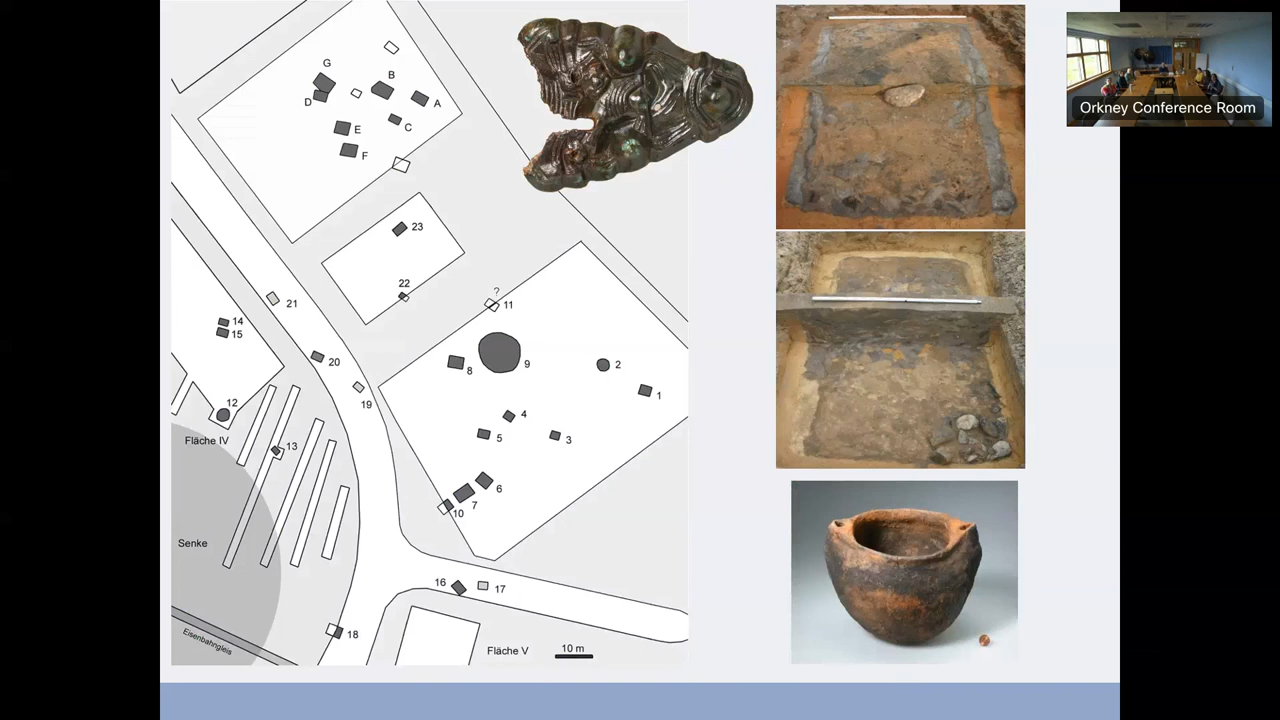 G
B
D
A
C
E
F
23
22
?
11
21
14
15
20
9
8
2
1
19
12
4
Fläche IV
5
3
13
6
7
10
Senke
16
17
18
Eisenbahngleis
Fläche V
10 m
Orkney Conference Room